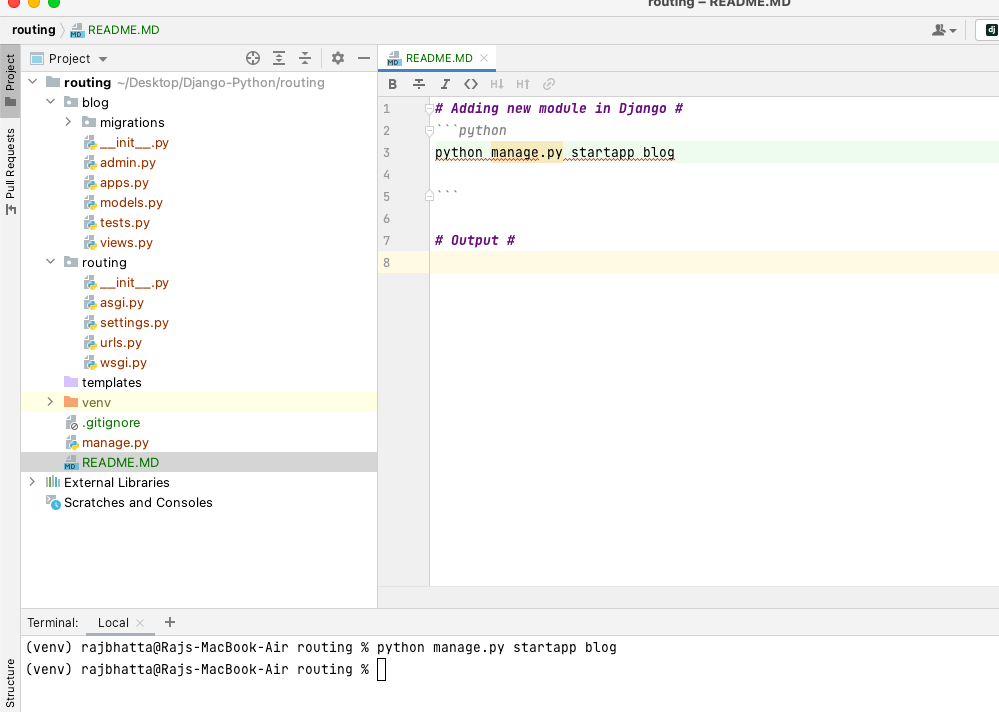 routing – README.MD
routing README.MD
dj
Project
README.MD
Project
Pull Requests
Structure
B I <> H↓ H↑
routing ~/Desktop/Django-Python/routing
blog
migrations
__init__.py
admin.py
apps.py
models.py
tests.py
views.py
routing
__init__.py
asgi.py
settings.py
urls.py
wsgi.py
templates
venv
.gitignore
manage.py
MD README.MD
External Libraries
Scratches and Consoles
1 # Adding new module in Django #
2 ```python
3 python manage.py startapp blog
4
5 ```
6
7 # Output #
8
Terminal: Local
(venv) rajbhatta@Rajs-MacBook-Air routing % python manage.py startapp blog
(venv) rajbhatta@Rajs-MacBook-Air routing %